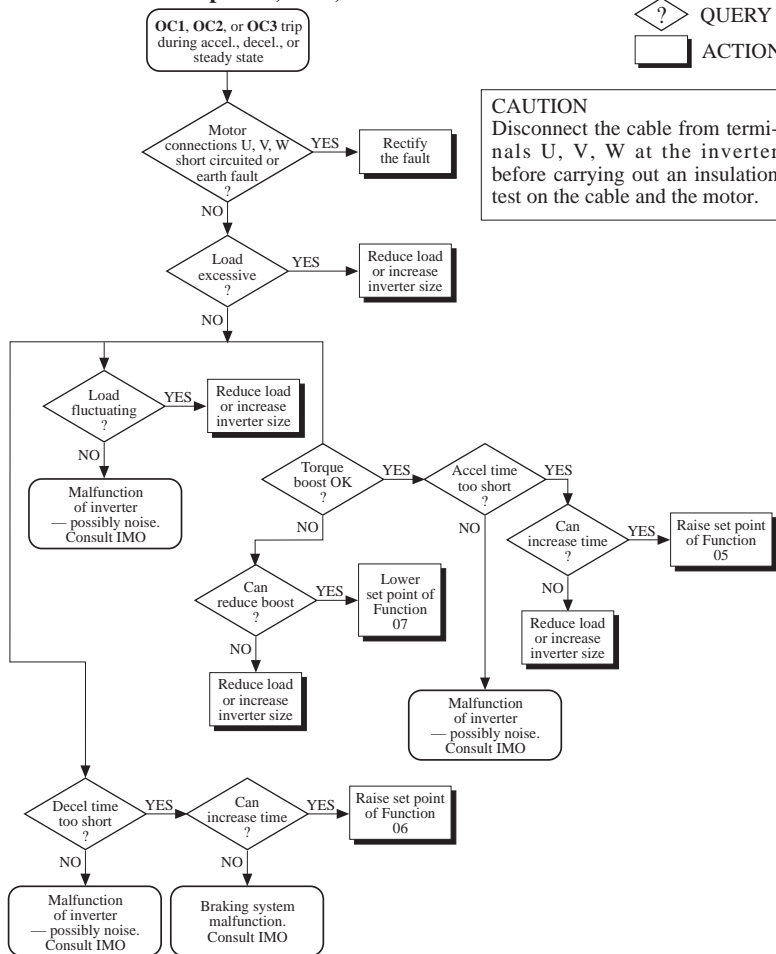 ? QUERY
ACTION
OC1, OC2, or OC3 trip
during accel., decel., or
steady state
CAUTION
Disconnect the cable from termi-
nals U, V, W at the inverter
before carrying out an insulation
test on the cable and the motor.
Motor
connections U, V, W
short circuited or
earth fault
?
YES
Rectify
the fault
NO
Load
excessive
?
YES
Reduce load
or increase
inverter size
NO
Load
fluctuating
?
YES
Reduce load
or increase
inverter size
NO
Malfunction
of inverter
— possibly noise.
Consult IMO
Torque
boost OK
?
YES
Accel time
too short
?
YES
NO
NO
Can
increase time
?
YES
Raise set point
of Function
05
NO
Reduce load
or increase
inverter size
Can
reduce boost
?
YES
Lower
set point of
Function
07
NO
Reduce load
or increase
inverter size
Malfunction
of inverter
— possibly noise.
Consult IMO
Decel time
too short
?
YES
Can
increase time
?
YES
Raise set point
of Function
06
NO
NO
Malfunction
of inverter
— possibly noise.
Consult IMO
Braking system
malfunction.
Consult IMO